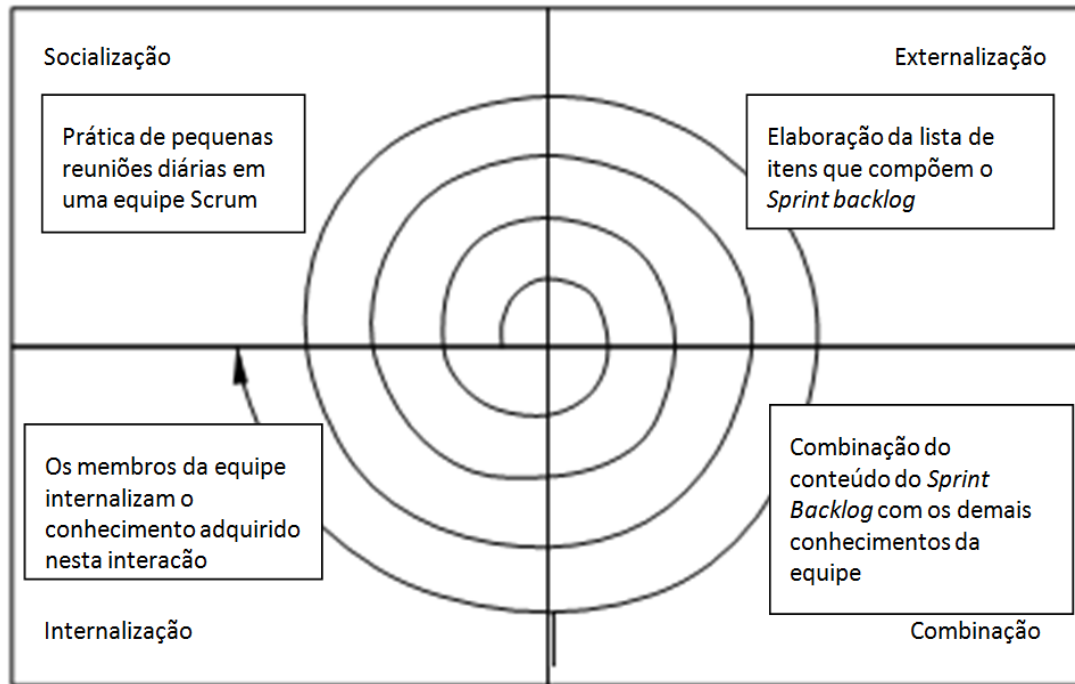 Socialização
Externalização
Prática de pequenas
reuniões diárias em
uma equipe Scrum
Elaboração da lista de
itens que compõem o
Sprint backlog
Os membros da equipe
internalizam o
conhecimento adquirido
nesta interacão
Combinação do
conteúdo do Sprint
Backlog com os demais
conhecimentos da
equipe
Internalização
Combinação